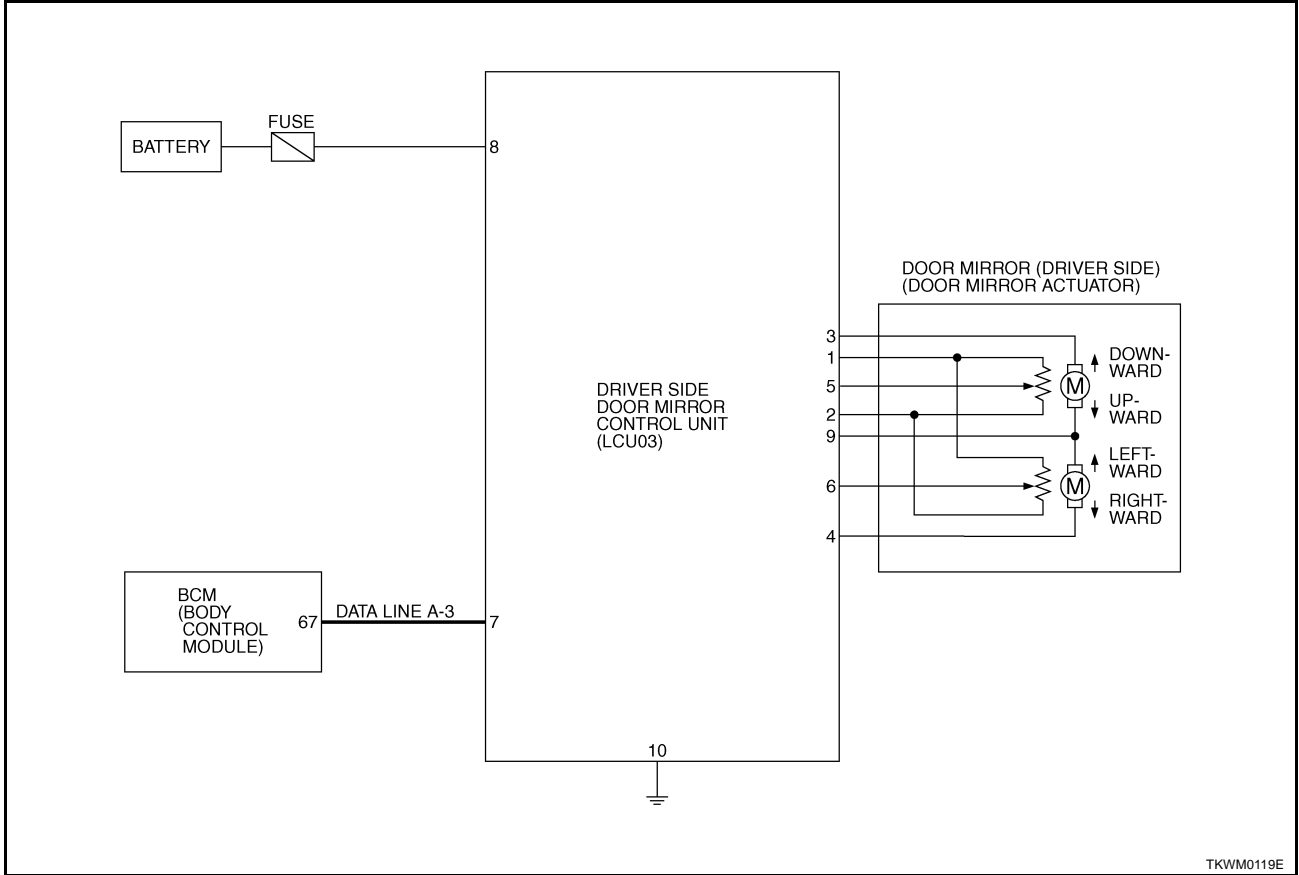 FUSE
BATTERY
8
DOOR MIRROR (DRIVER SIDE)
(DOOR MIRROR ACTUATOR)
3
1
5
2
9
6
4
DOWN-
WARD
UP-
WARD
LEFT-
WARD
RIGHT-
WARD
M
M
DRIVER SIDE
DOOR MIRROR
CONTROL UNIT
(LCU03)
BCM
(BODY
CONTROL
MODULE)
67
DATA LINE A-3
7
10
TKWM0119E